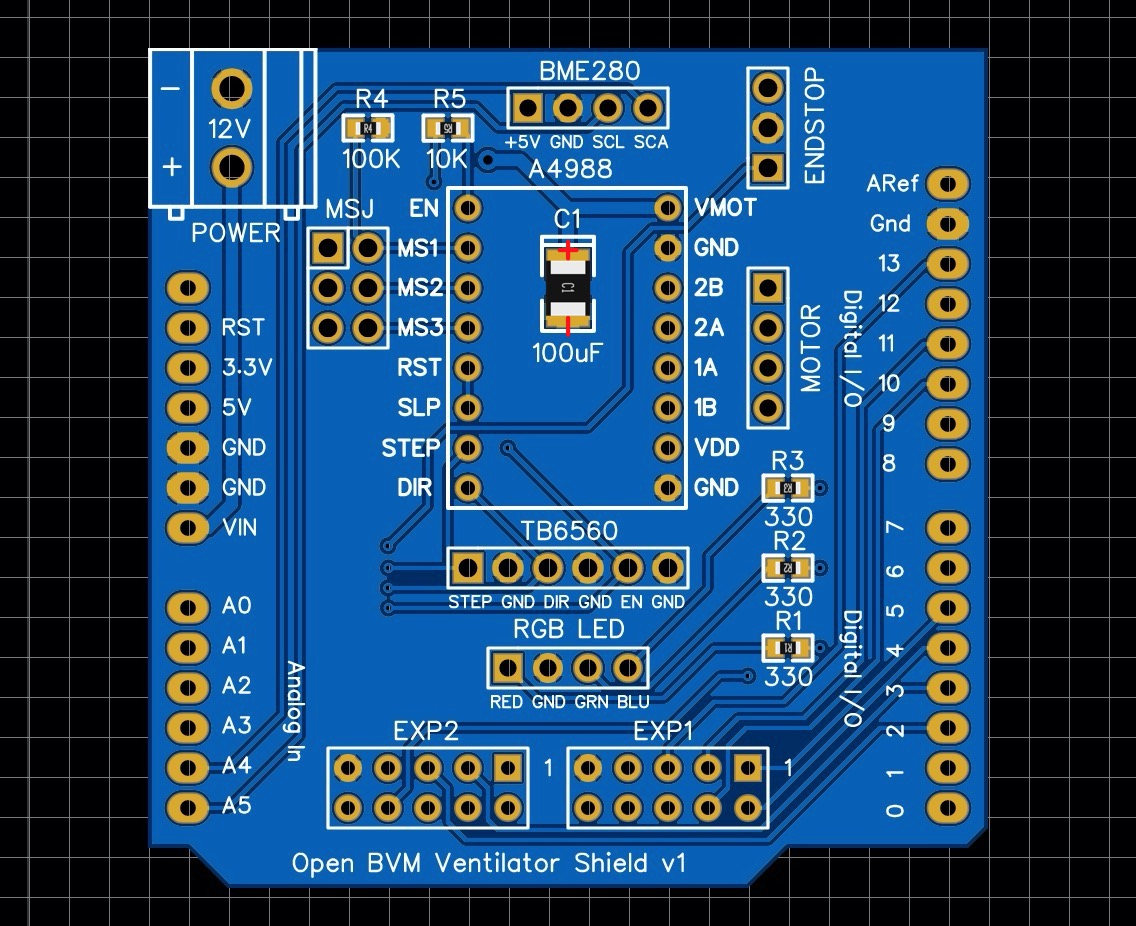 BME280
+5V GND SCL SCA
ENDSTOP
R4
R4
100K
R5
R5
10K
−
12V
+
POWER
A4988
EN
MS1
MS2
MS3
RST
SLP
STEP
DIR
C1
C1
100uF
VMOT
GND
2B
2A
1A
1B
VDD
GND
MSJ
MOTOR
RST
3.3V
5V
GND
GND
VIN
A0
A1
A2
A3
A4
A5
Analog In
ARef
Gnd
13
12
11
10
9
8
Digital I/O
7
6
5
4
3
2
1
0
Digital I/O
R3
R3
330
R2
R2
330
R1
R1
330
TB6560
STEP GND DIR GND EN GND
RGB LED
RED GND GRN BLU
EXP2
1
EXP1
1
Open BVM Ventilator Shield v1